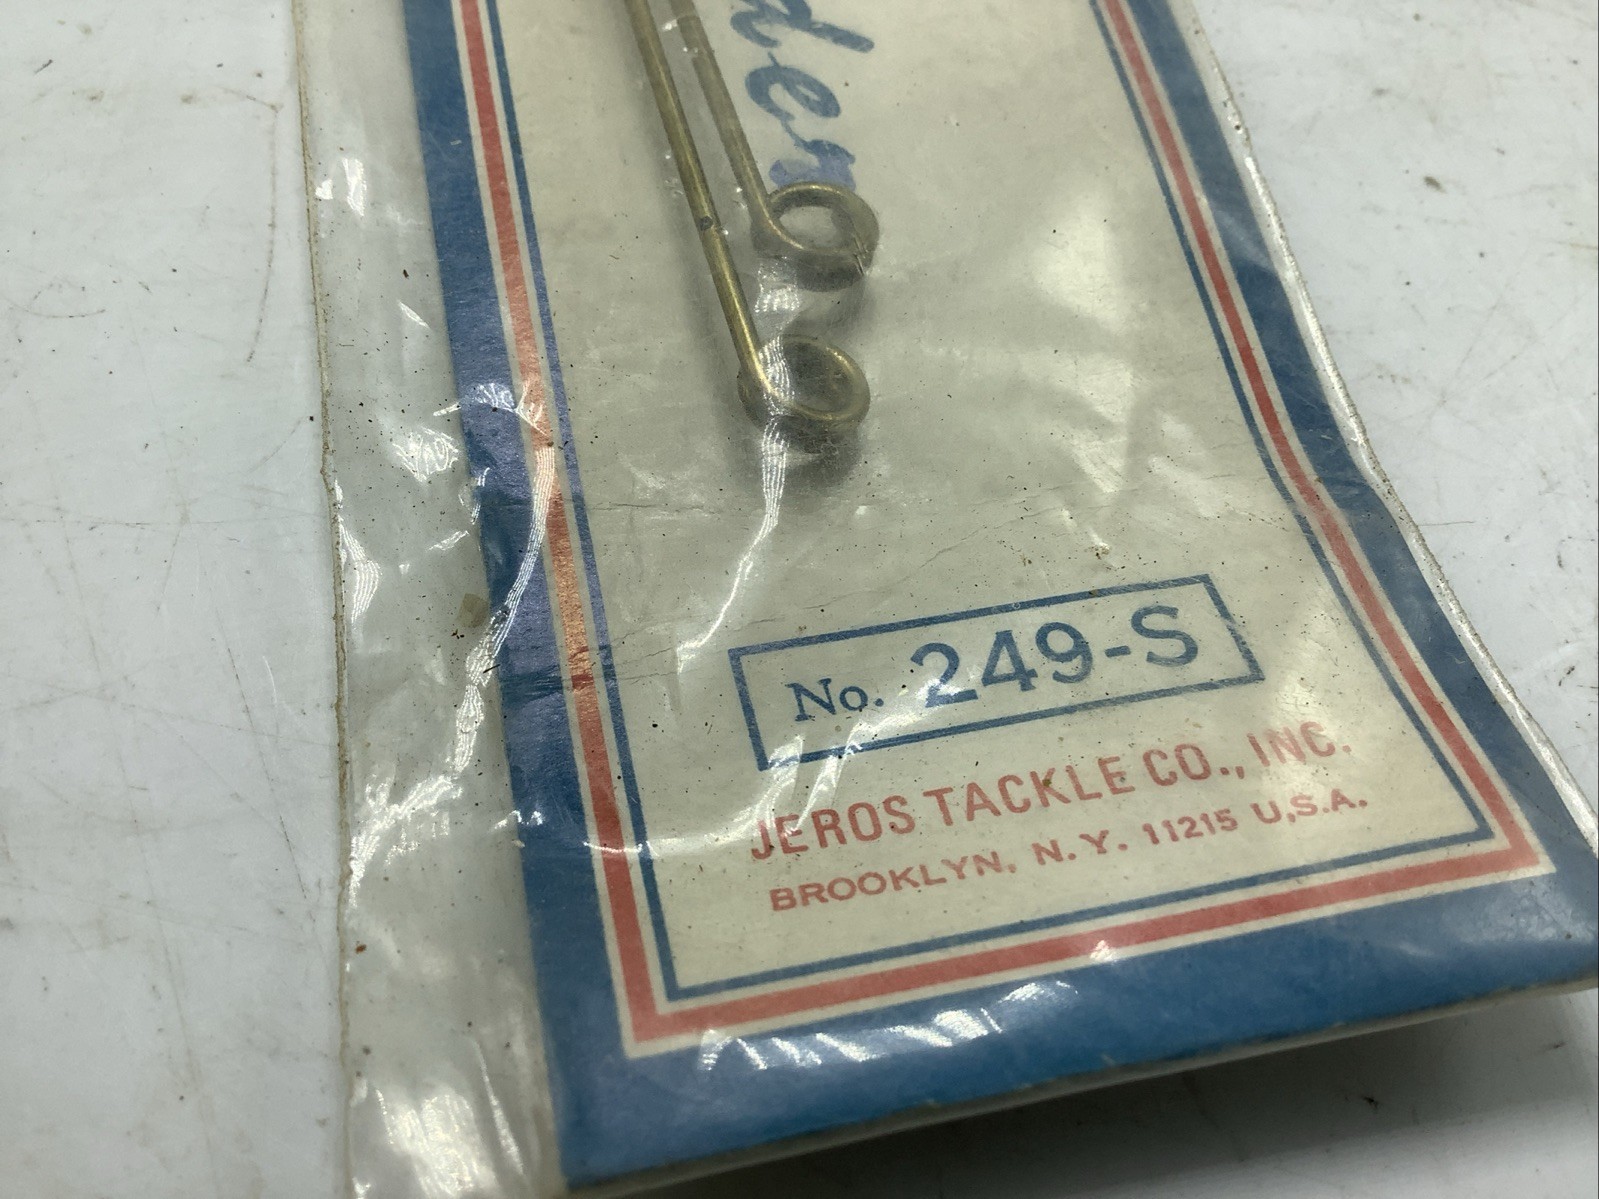 No. 249-S
JEROS TACKLE CO., INC.
BROOKLYN, N. Y. 11215 U.S.A.